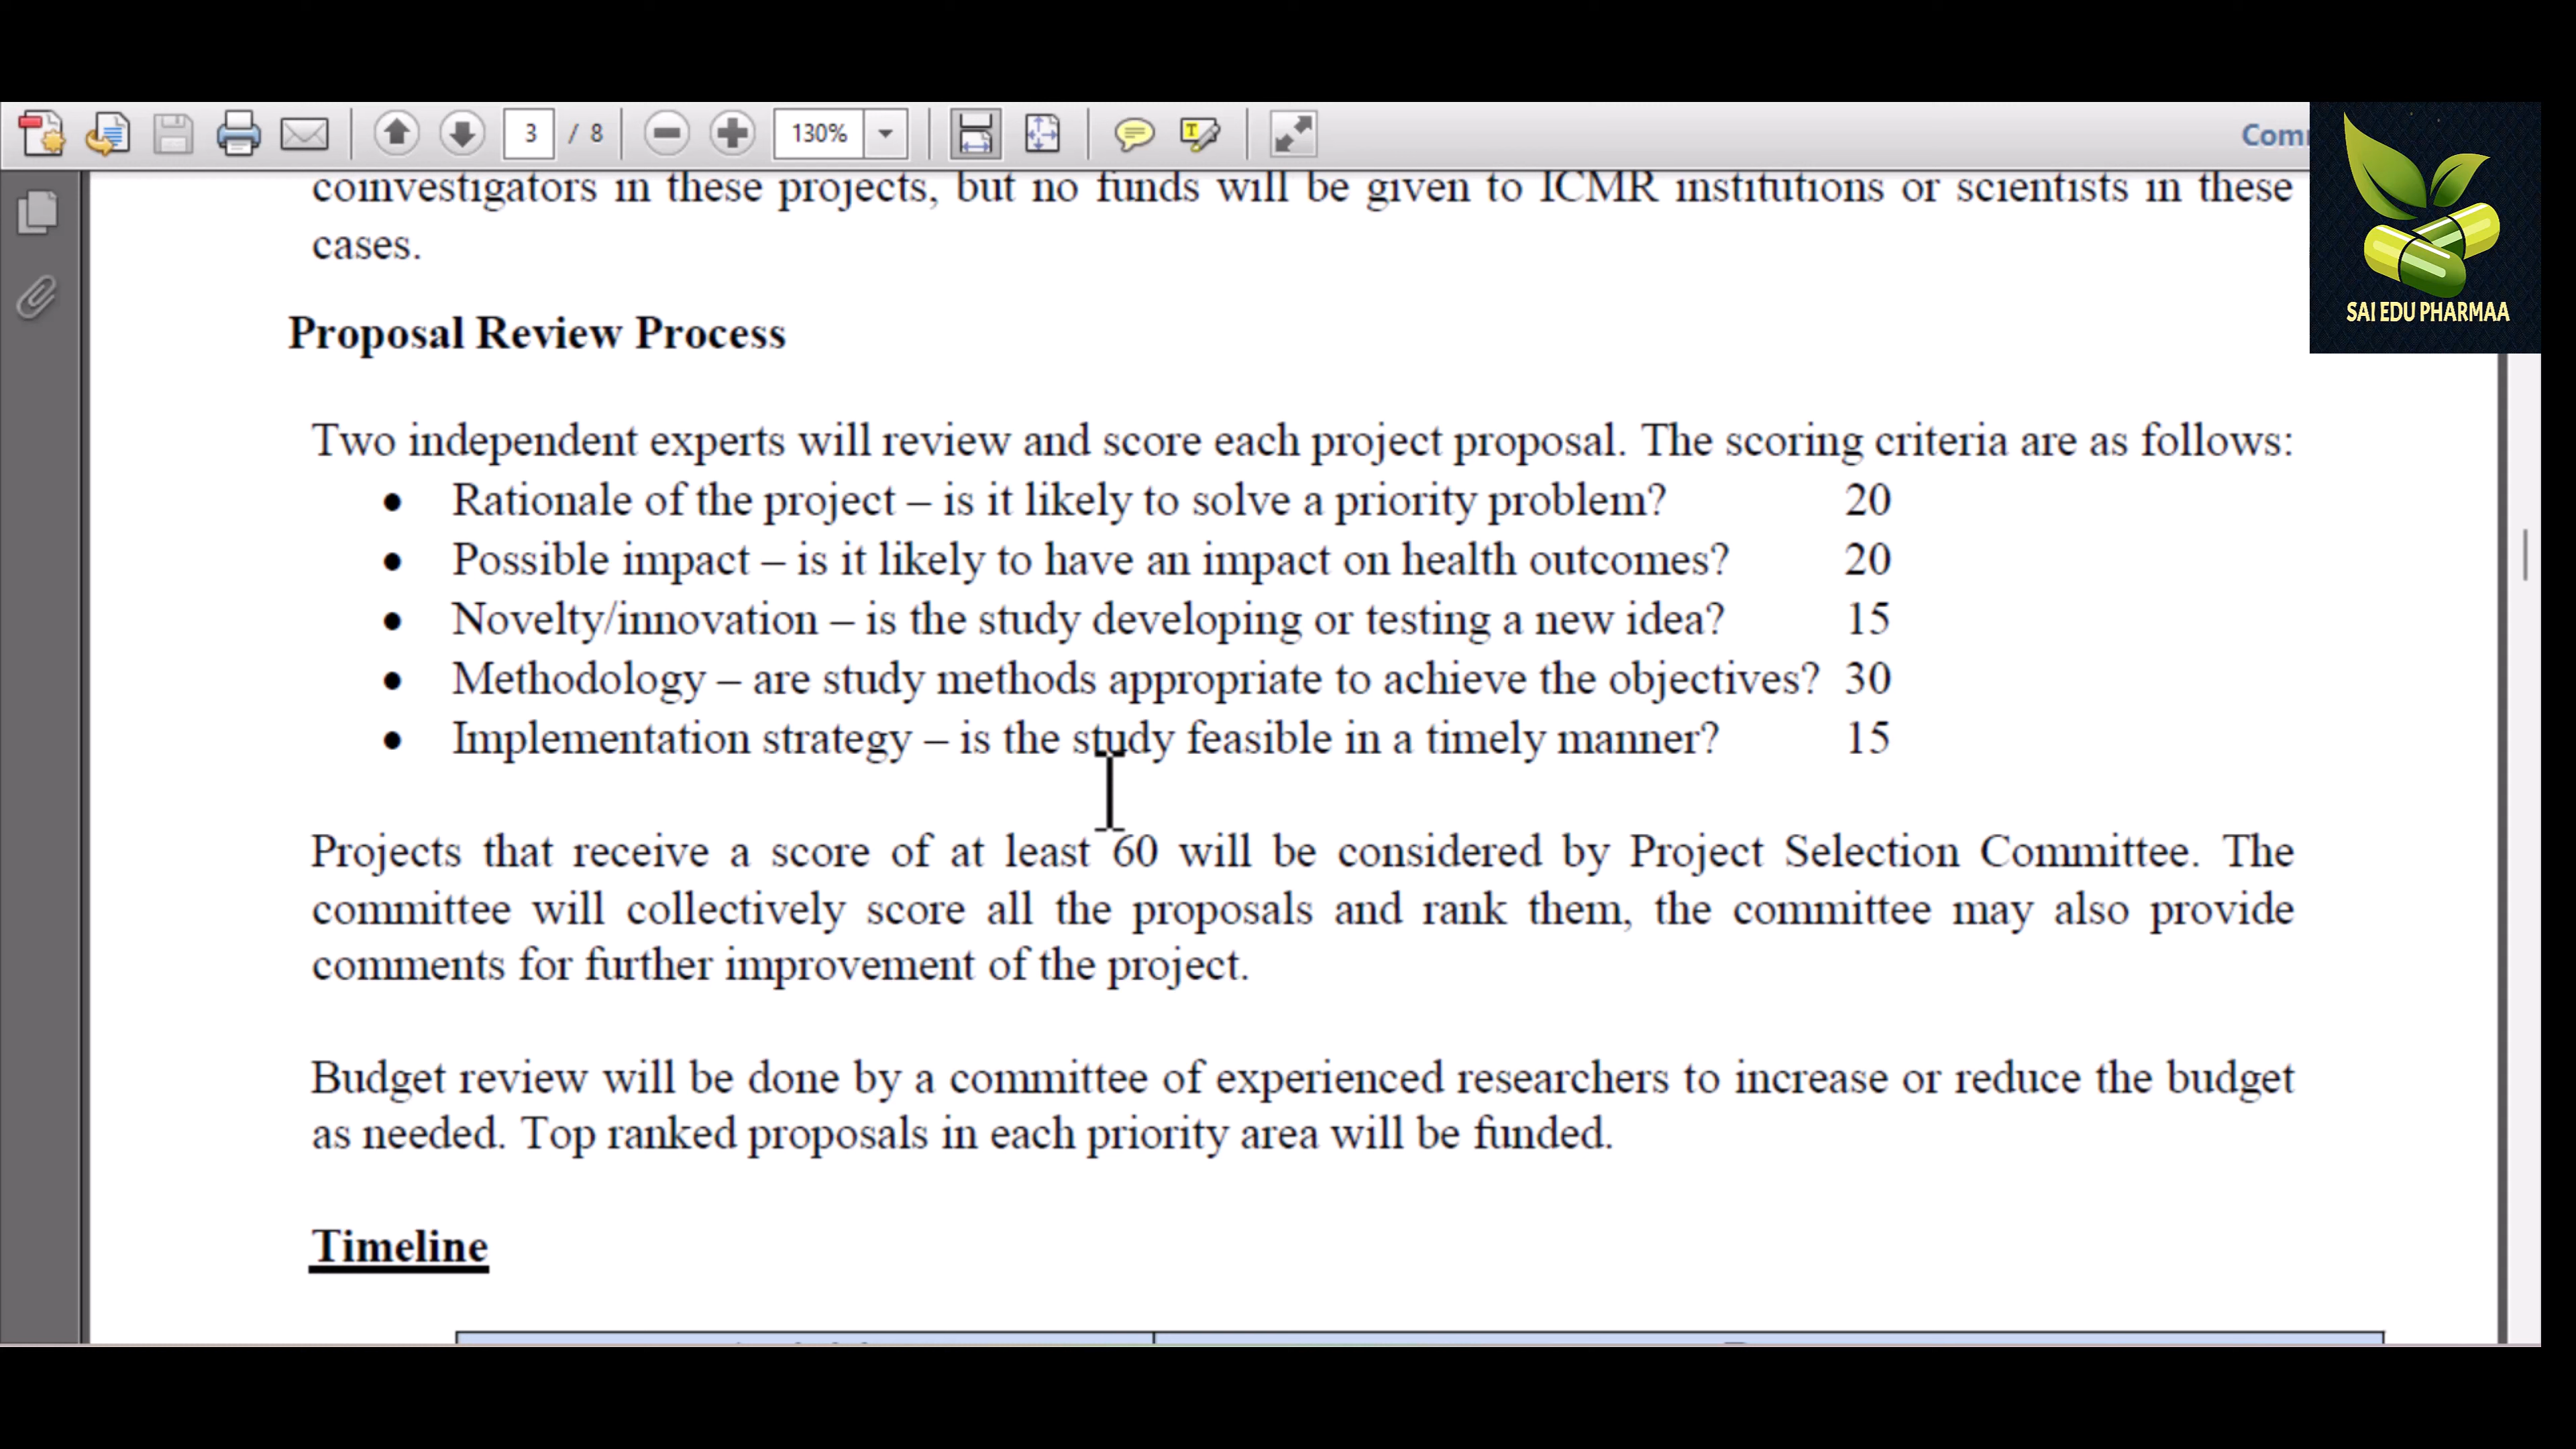 3 / 8
130%
SAI EDU PHARMAA
coinvestigators in these projects, but no funds will be given to ICMR institutions or scientists in these
cases.
Proposal Review Process
Two independent experts will review and score each project proposal. The scoring criteria are as follows:
• Rationale of the project – is it likely to solve a priority problem? 20
• Possible impact – is it likely to have an impact on health outcomes? 20
• Novelty/innovation – is the study developing or testing a new idea? 15
• Methodology – are study methods appropriate to achieve the objectives? 30
• Implementation strategy – is the study feasible in a timely manner? 15
Projects that receive a score of at least 60 will be considered by Project Selection Committee. The
committee will collectively score all the proposals and rank them, the committee may also provide
comments for further improvement of the project.
Budget review will be done by a committee of experienced researchers to increase or reduce the budget
as needed. Top ranked proposals in each priority area will be funded.
Timeline